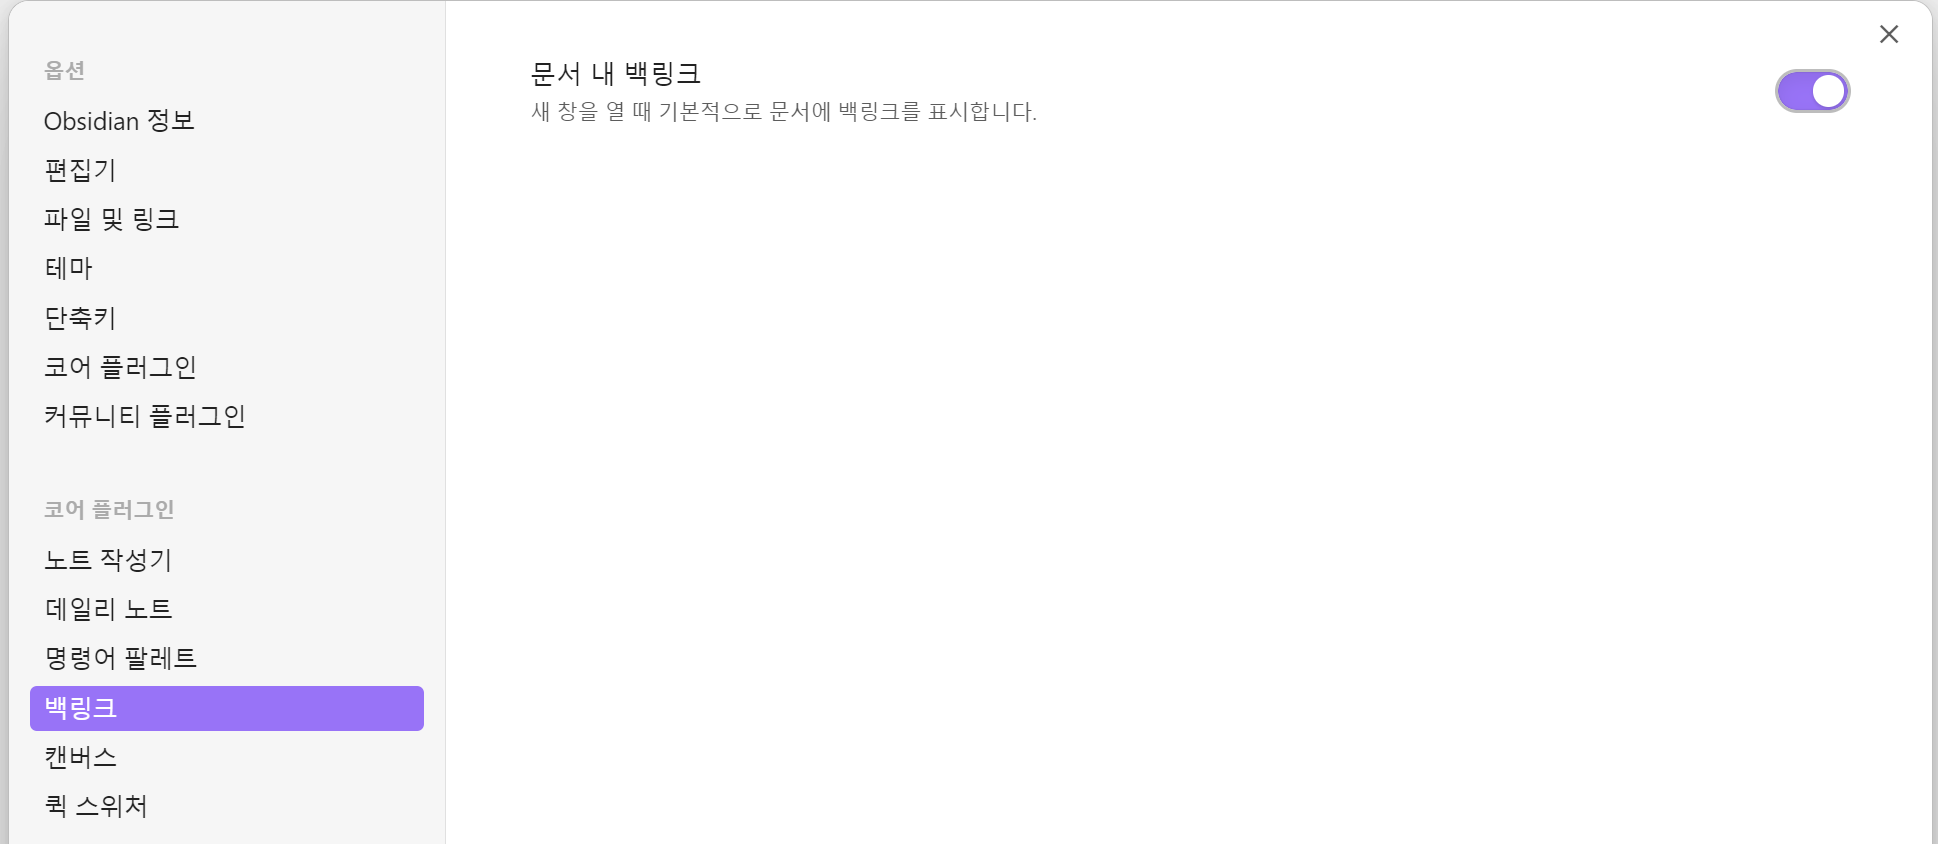 옵션
Obsidian 정보
편집기
파일 및 링크
테마
단축키
코어 플러그인
커뮤니티 플러그인
코어 플러그인
노트 작성기
데일리 노트
명령어 팔레트
백링크
캔버스
퀵 스위처
문서 내 백링크
새 창을 열 때 기본적으로 문서에 백링크를 표시합니다.